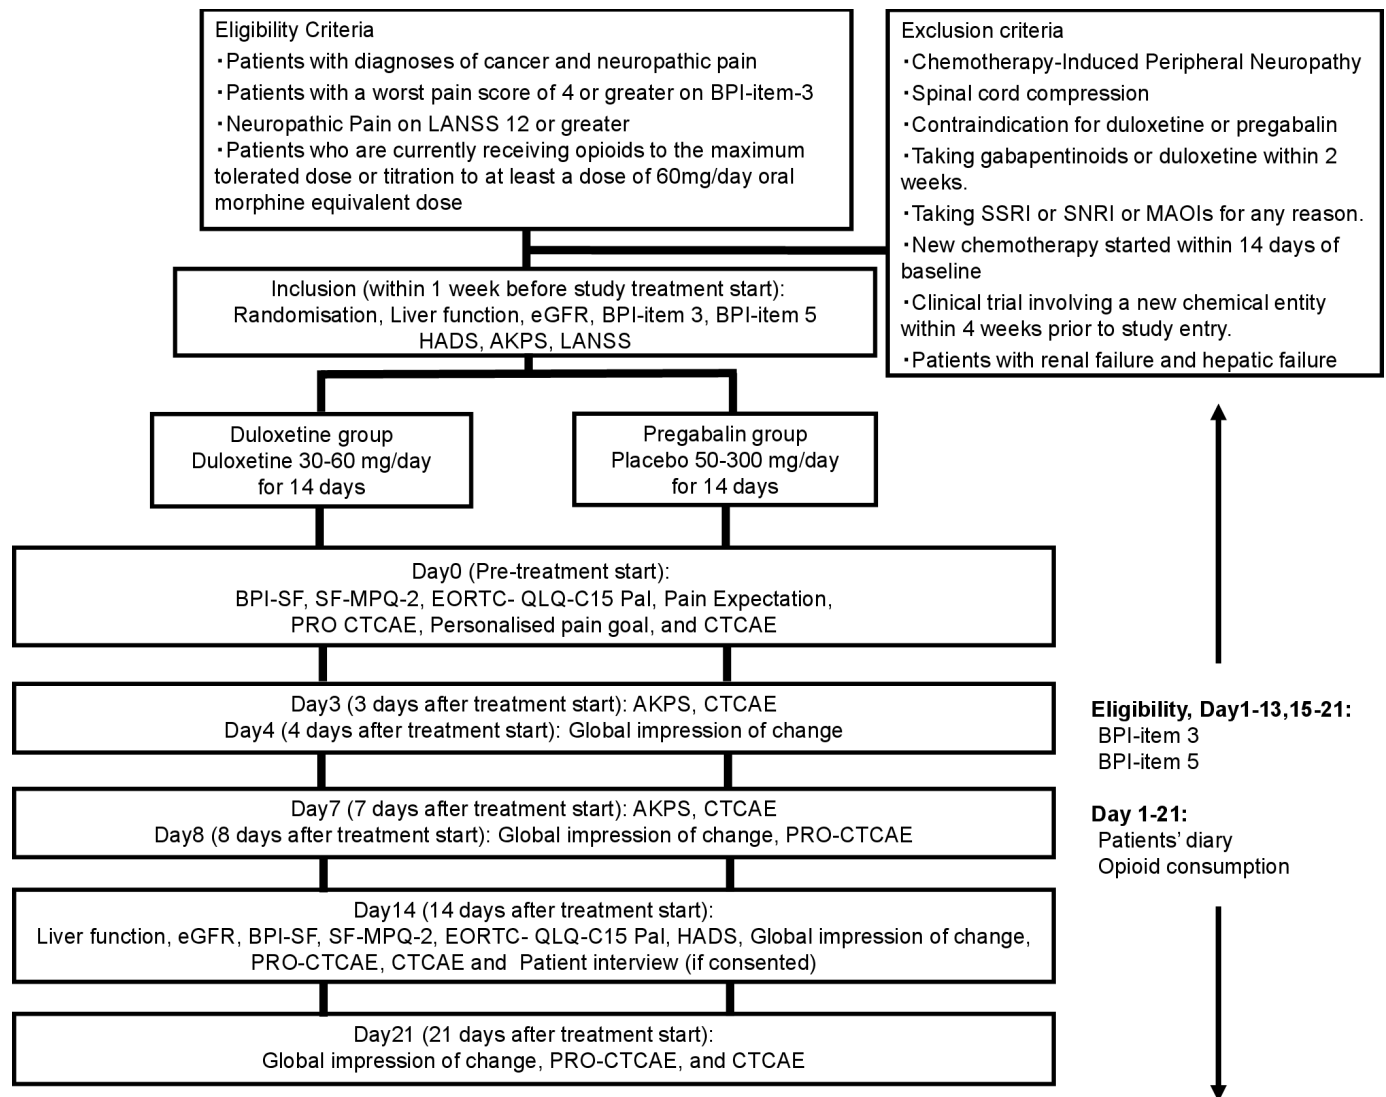 Eligibility Criteria
・Patients with diagnoses of cancer and neuropathic pain
・Patients with a worst pain score of 4 or greater on BPI-item-3
・Neuropathic Pain on LANSS 12 or greater
・Patients who are currently receiving opioids to the maximum
tolerated dose or titration to at least a dose of 60mg/day oral
morphine equivalent dose
Exclusion criteria
・Chemotherapy-Induced Peripheral Neuropathy
・Spinal cord compression
・Contraindication for duloxetine or pregabalin
・Taking gabapentinoids or duloxetine within 2
weeks.
・Taking SSRI or SNRI or MAOIs for any reason.
・New chemotherapy started within 14 days of
baseline
・Clinical trial involving a new chemical entity
within 4 weeks prior to study entry.
・Patients with renal failure and hepatic failure
Inclusion (within 1 week before study treatment start):
Randomisation, Liver function, eGFR, BPI-item 3, BPI-item 5
HADS, AKPS, LANSS
Duloxetine group
Duloxetine 30-60 mg/day
for 14 days
Pregabalin group
Placebo 50-300 mg/day
for 14 days
Day0 (Pre-treatment start):
BPI-SF, SF-MPQ-2, EORTC- QLQ-C15 Pal, Pain Expectation,
PRO CTCAE, Personalised pain goal, and CTCAE
Day3 (3 days after treatment start): AKPS, CTCAE
Day4 (4 days after treatment start): Global impression of change
Day7 (7 days after treatment start): AKPS, CTCAE
Day8 (8 days after treatment start): Global impression of change, PRO-CTCAE
Day14 (14 days after treatment start):
Liver function, eGFR, BPI-SF, SF-MPQ-2, EORTC- QLQ-C15 Pal, HADS, Global impression of change,
PRO-CTCAE, CTCAE and Patient interview (if consented)
Day21 (21 days after treatment start):
Global impression of change, PRO-CTCAE, and CTCAE
Eligibility, Day1-13,15-21:
BPI-item 3
BPI-item 5
Day 1-21:
Patients’ diary
Opioid consumption